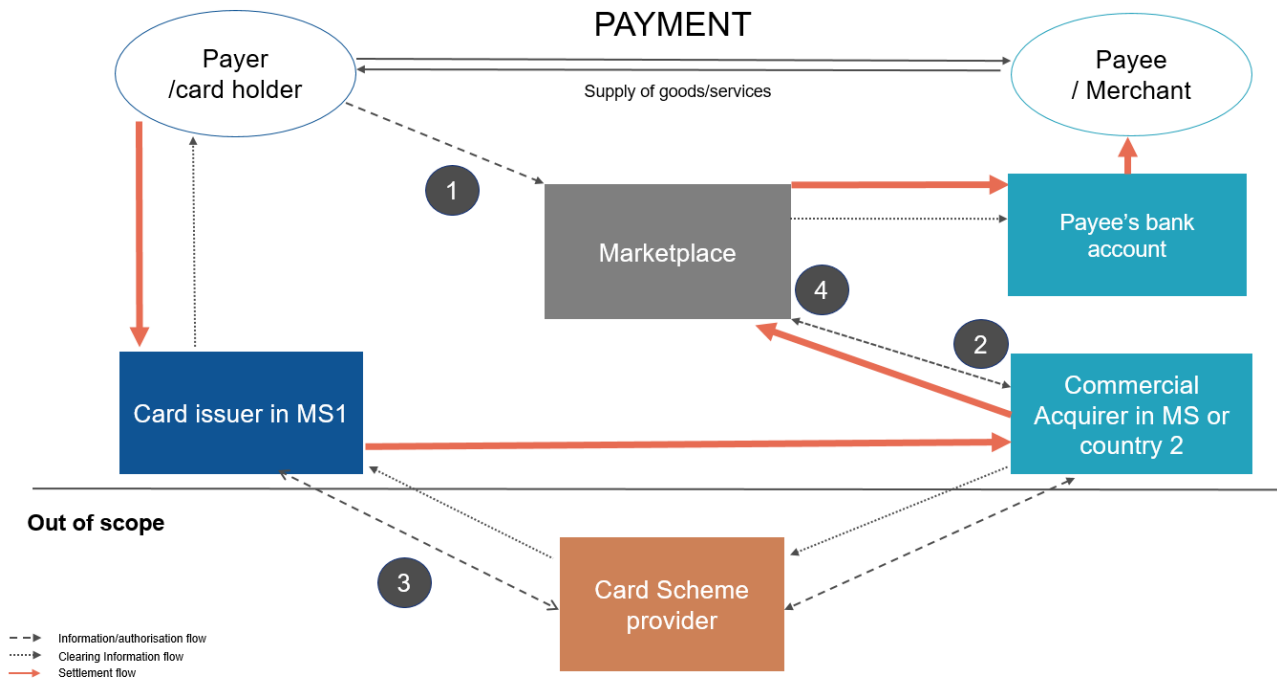 PAYMENT
Payer
/card holder
Payee
/ Merchant
Supply of goods/services
1
Marketplace
Payee's bank
account
4
2
Card issuer in MS1
Commercial
Acquirer in MS or
country 2
Out of scope
3
Card Scheme
provider
Information/authorisation flow
Clearing Information flow
Settlement flow